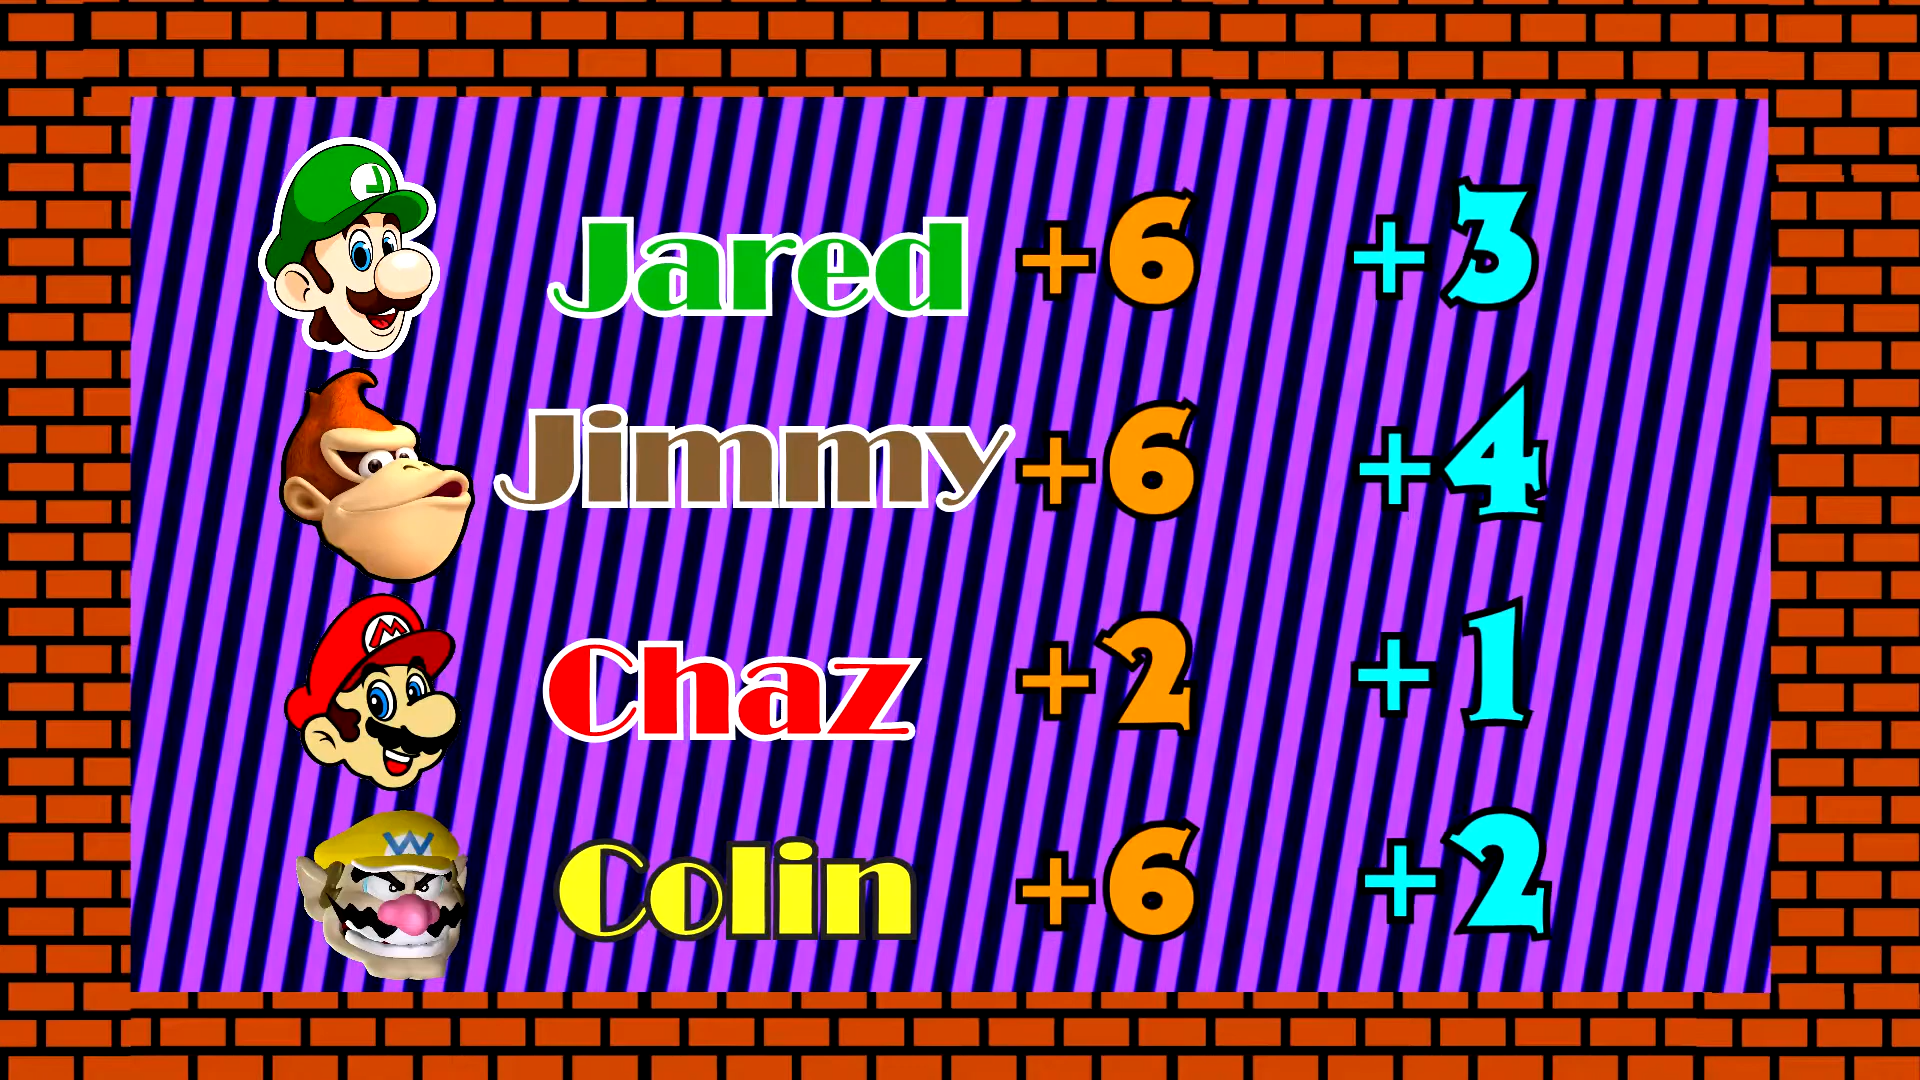 Jared +6 +3
Jimmy +6 +4
Chaz +2 +1
Colin +6 +2